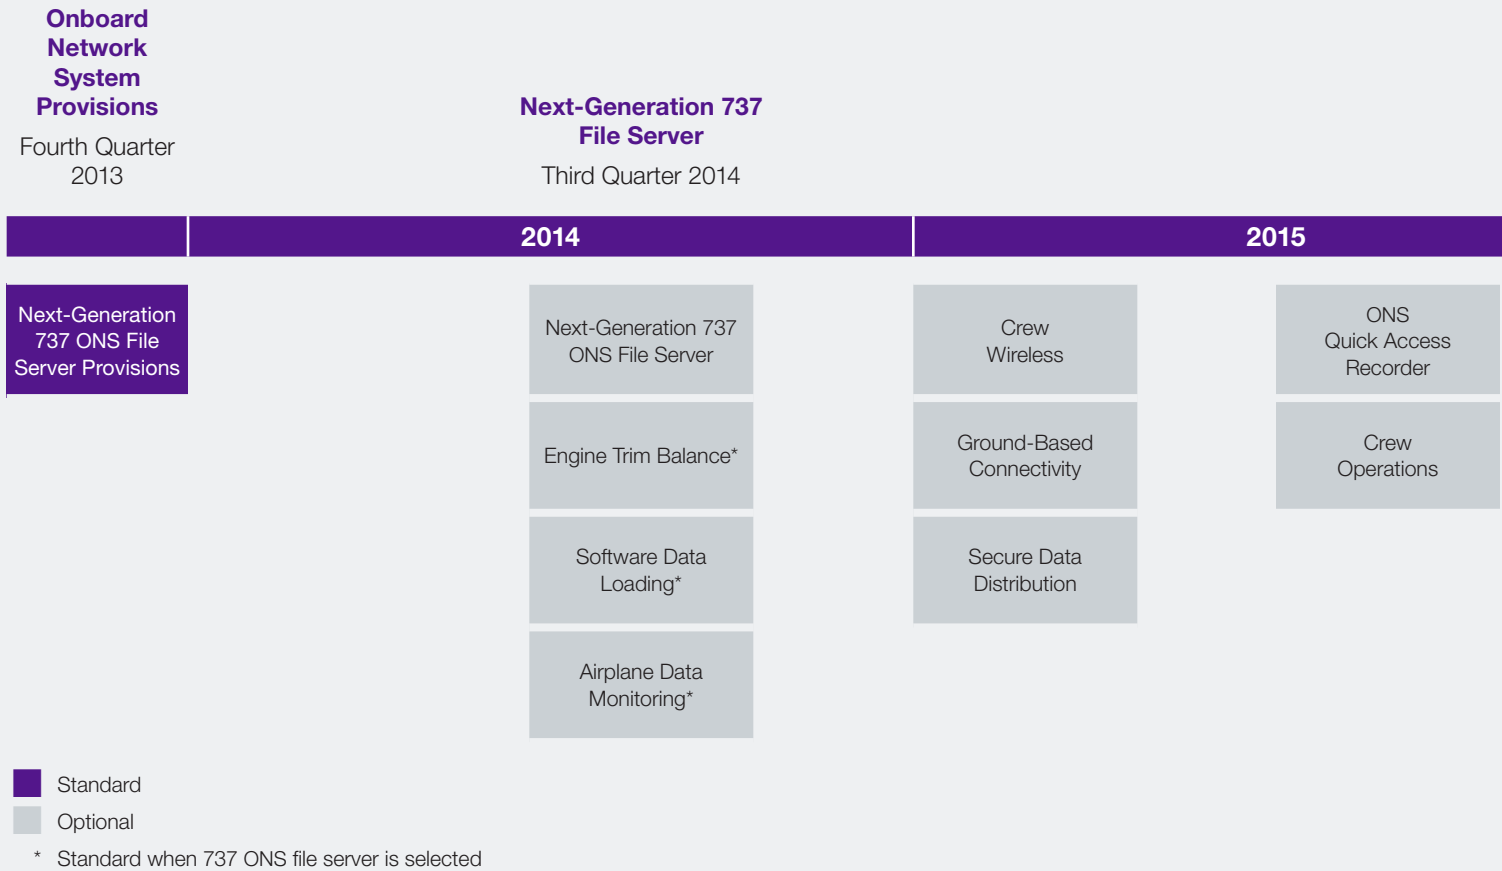 Onboard
Network
System
Provisions
Fourth Quarter
2013
Next-Generation 737
File Server
Third Quarter 2014
2014
2015
Next-Generation
737 ONS File
Server Provisions
Next-Generation 737
ONS File Server
Engine Trim Balance*
Software Data
Loading*
Airplane Data
Monitoring*
Crew
Wireless
Ground-Based
Connectivity
Secure Data
Distribution
ONS
Quick Access
Recorder
Crew
Operations
Standard
Optional
* Standard when 737 ONS file server is selected